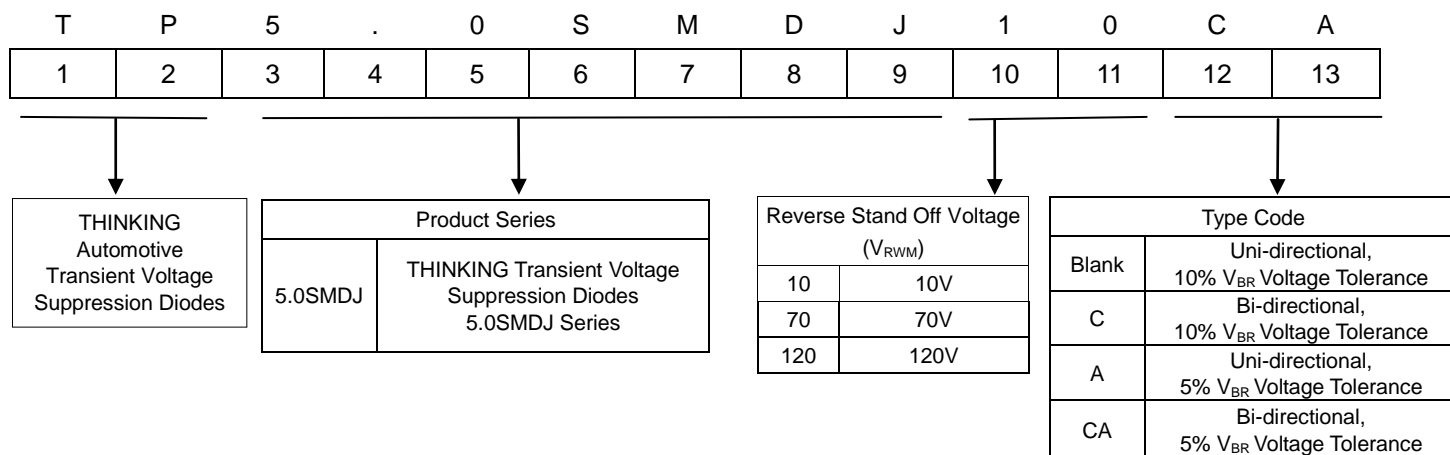 T P 5 . 0 S M D J 1 0 C A
1 2 3 4 5 6 7 8 9 10 11 12 13
THINKING
Automotive
Transient Voltage
Suppression Diodes
Product Series
5.0SMDJ
THINKING Transient Voltage
Suppression Diodes
5.0SMDJ Series
Reverse Stand Off Voltage
(VRWM)
10 10V
70 70V
120 120V
Type Code
Blank
Uni-directional,
10% VBR Voltage Tolerance
C
Bi-directional,
10% VBR Voltage Tolerance
A
Uni-directional,
5% VBR Voltage Tolerance
CA
Bi-directional,
5% VBR Voltage Tolerance